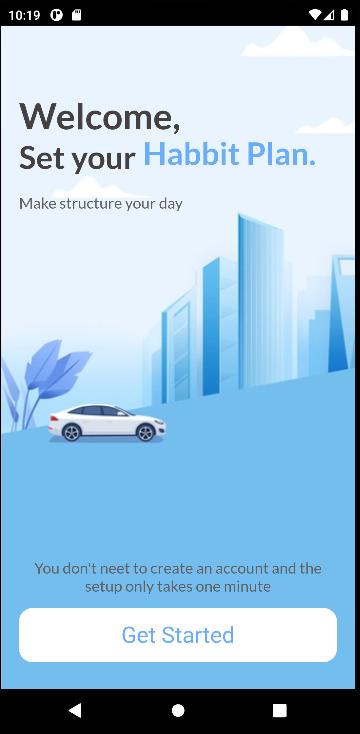 10:19
Welcome,
Set your Habbit Plan.
Make structure your day
You don't neet to create an account and the
setup only takes one minute
Get Started